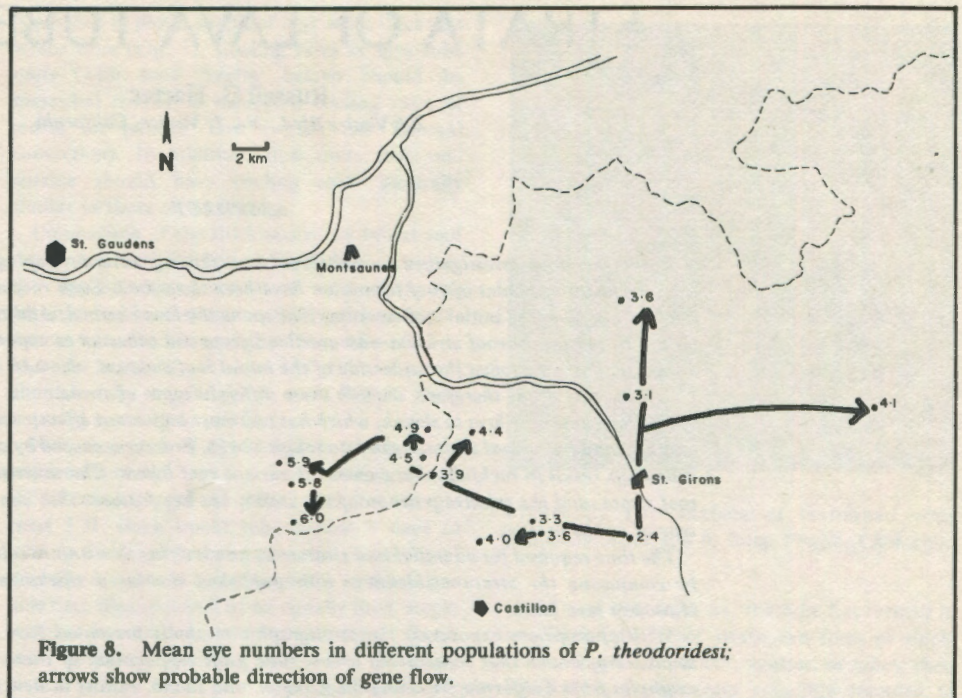 N
2 km
St. Gaudens
Montsaunes
3·6
4·1
3·1
4·9
4·4
5·9
4·5
3·9
5·8
St. Girons
6·0
3·3
4·0
3·6
2·4
Castillon
Figure 8. Mean eye numbers in different populations of P. theodoridesi;
arrows show probable direction of gene flow.